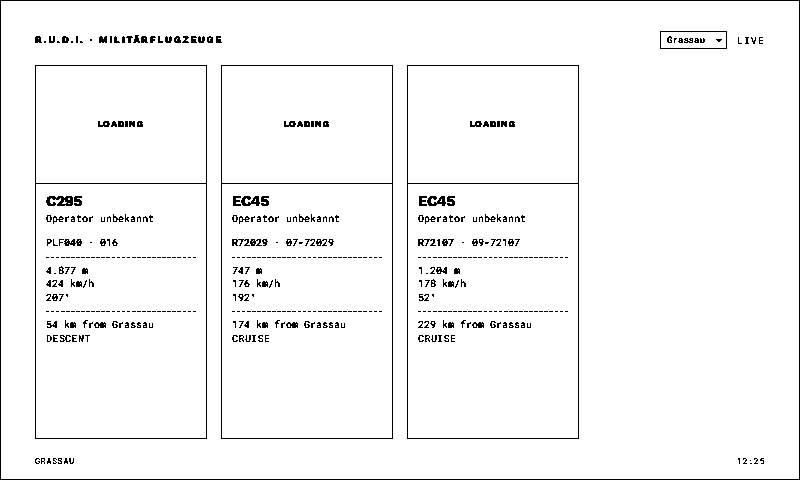 R.U.D.I. · MILITÄRFLUGZEUGE
Grassau
LIVE
LOADING
C295
Operator unbekannt
PLF040 · 016
4.877 m
424 km/h
207°
54 km from Grassau
DESCENT
LOADING
EC45
Operator unbekannt
R72029 · 07-72029
747 m
176 km/h
192°
174 km from Grassau
CRUISE
LOADING
EC45
Operator unbekannt
R72107 · 09-72107
1.204 m
178 km/h
52°
229 km from Grassau
CRUISE
GRASSAU
12:25